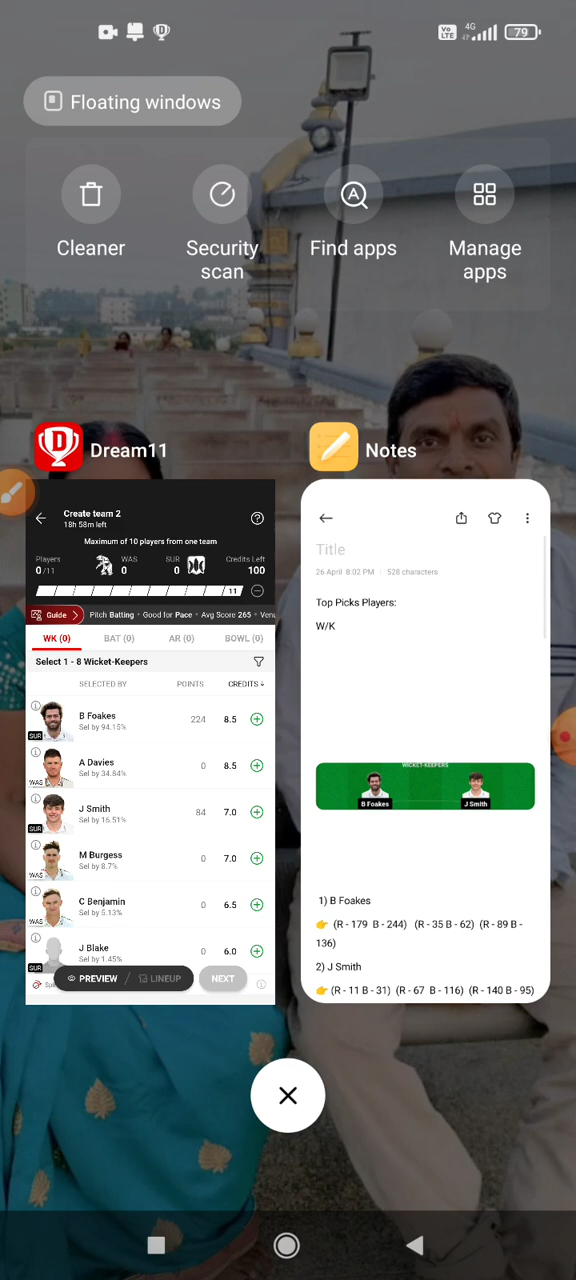 Vo
LTE
4G
79
Floating windows
Cleaner
Security
scan
Find apps
Manage
apps
Dream11
Create team 2
18h 58m left
Maximum of 10 players from one team
Players
0/11
WAS
0
SUR
0
Credits Left
100
11
Guide
Pitch Batting • Good for Pace • Avg Score 265 • Venu
WK (0)
BAT (0)
AR (0)
BOWL (0)
Select 1 - 8 Wicket-Keepers
SELECTED BY
POINTS
CREDITS ↓
B Foakes
Sel by 94.15%
224
8.5
SUR
A Davies
Sel by 34.84%
0
8.5
WAS
J Smith
Sel by 16.51%
84
7.0
SUR
M Burgess
Sel by 8.7%
0
7.0
WAS
C Benjamin
Sel by 5.13%
0
6.5
WAS
J Blake
Sel by 1.45%
0
6.0
SUR
PREVIEW / LINEUP
NEXT
Notes
Title
26 April 8:02 PM | 528 characters
Top Picks Players:
W/K
WICKET-KEEPERS
B Foakes
J Smith
1) B Foakes
👉 (R - 179 B - 244) (R - 35 B - 62) (R - 89 B -
136)
2) J Smith
👉 (R - 11 B - 31) (R - 67 B - 116) (R - 140 B - 95)